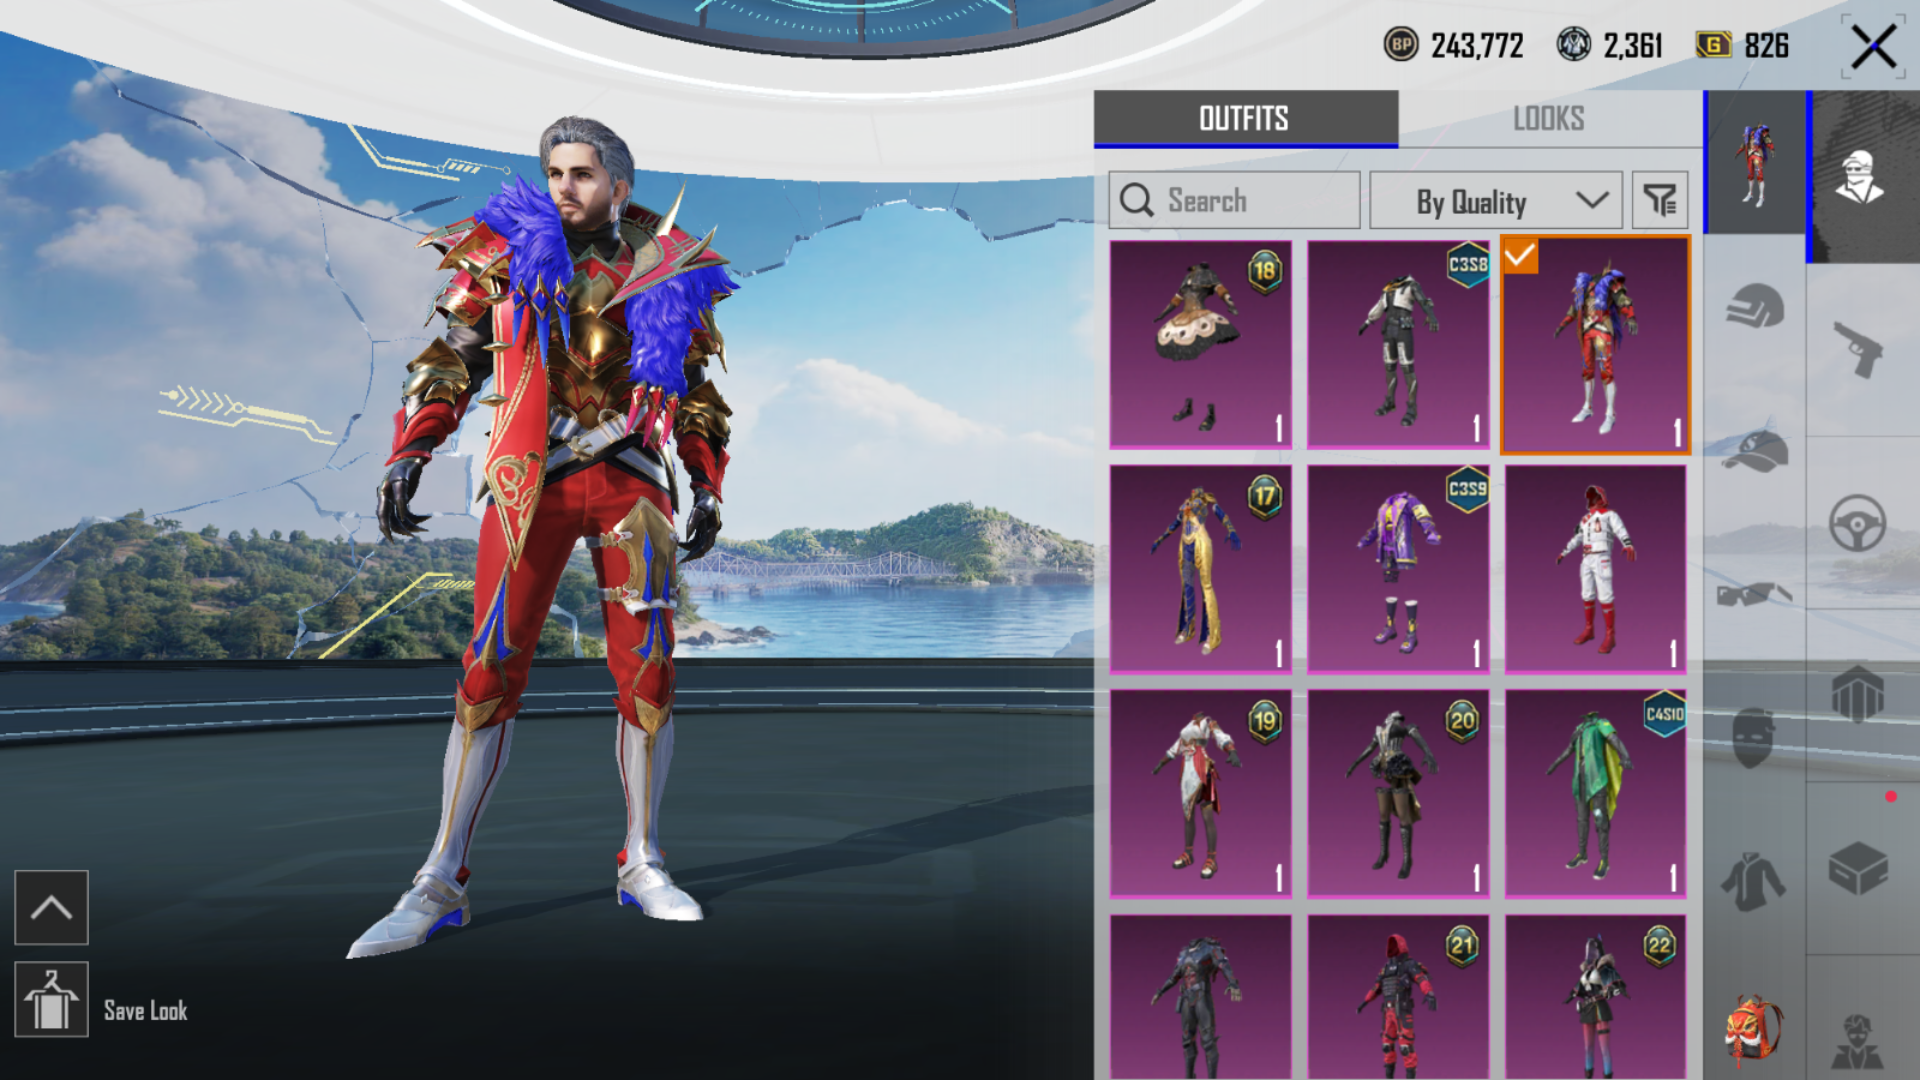 BP 243,772 2,361 G 826
OUTFITS LOOKS
Search By Quality
18 C3S8
1 1 1
17 C3S9
1 1 1
19 20 C4S10
1 1 1
21 22
Save Look